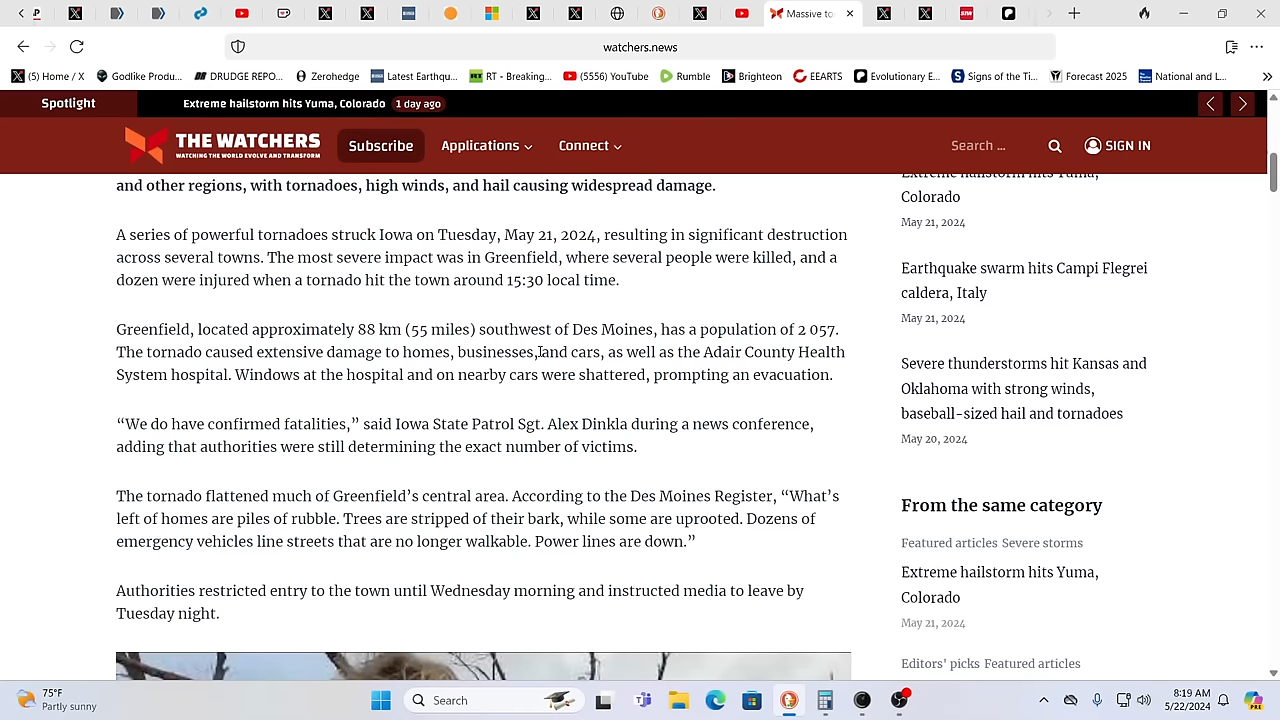 Massive to
watchers.news
(5) Home / X
Godlike Produ...
DRUDGE REPO...
Zerohedge
Latest Earthqu...
RT - Breaking...
(5556) YouTube
Rumble
Brighteon
EEARTS
Evolutionary E...
Signs of the Ti...
Forecast 2025
National and L...
Spotlight
Extreme hailstorm hits Yuma, Colorado 1 day ago
THE WATCHERS
WATCHING THE WORLD EVOLVE AND TRANSFORM
Subscribe
Applications
Connect
Search ...
SIGN IN
and other regions, with tornadoes, high winds, and hail causing widespread damage.
A series of powerful tornadoes struck Iowa on Tuesday, May 21, 2024, resulting in significant destruction
across several towns. The most severe impact was in Greenfield, where several people were killed, and a
dozen were injured when a tornado hit the town around 15:30 local time.
Greenfield, located approximately 88 km (55 miles) southwest of Des Moines, has a population of 2 057.
The tornado caused extensive damage to homes, businesses, and cars, as well as the Adair County Health
System hospital. Windows at the hospital and on nearby cars were shattered, prompting an evacuation.
“We do have confirmed fatalities,” said Iowa State Patrol Sgt. Alex Dinkla during a news conference,
adding that authorities were still determining the exact number of victims.
The tornado flattened much of Greenfield’s central area. According to the Des Moines Register, “What’s
left of homes are piles of rubble. Trees are stripped of their bark, while some are uprooted. Dozens of
emergency vehicles line streets that are no longer walkable. Power lines are down.”
Authorities restricted entry to the town until Wednesday morning and instructed media to leave by
Tuesday night.
Extreme hailstorm hits Yuma,
Colorado
May 21, 2024
Earthquake swarm hits Campi Flegrei
caldera, Italy
May 21, 2024
Severe thunderstorms hit Kansas and
Oklahoma with strong winds,
baseball-sized hail and tornadoes
May 20, 2024
From the same category
Featured articles Severe storms
Extreme hailstorm hits Yuma,
Colorado
May 21, 2024
Editors' picks Featured articles
75°F
Partly sunny
Search
8:19 AM
5/22/2024